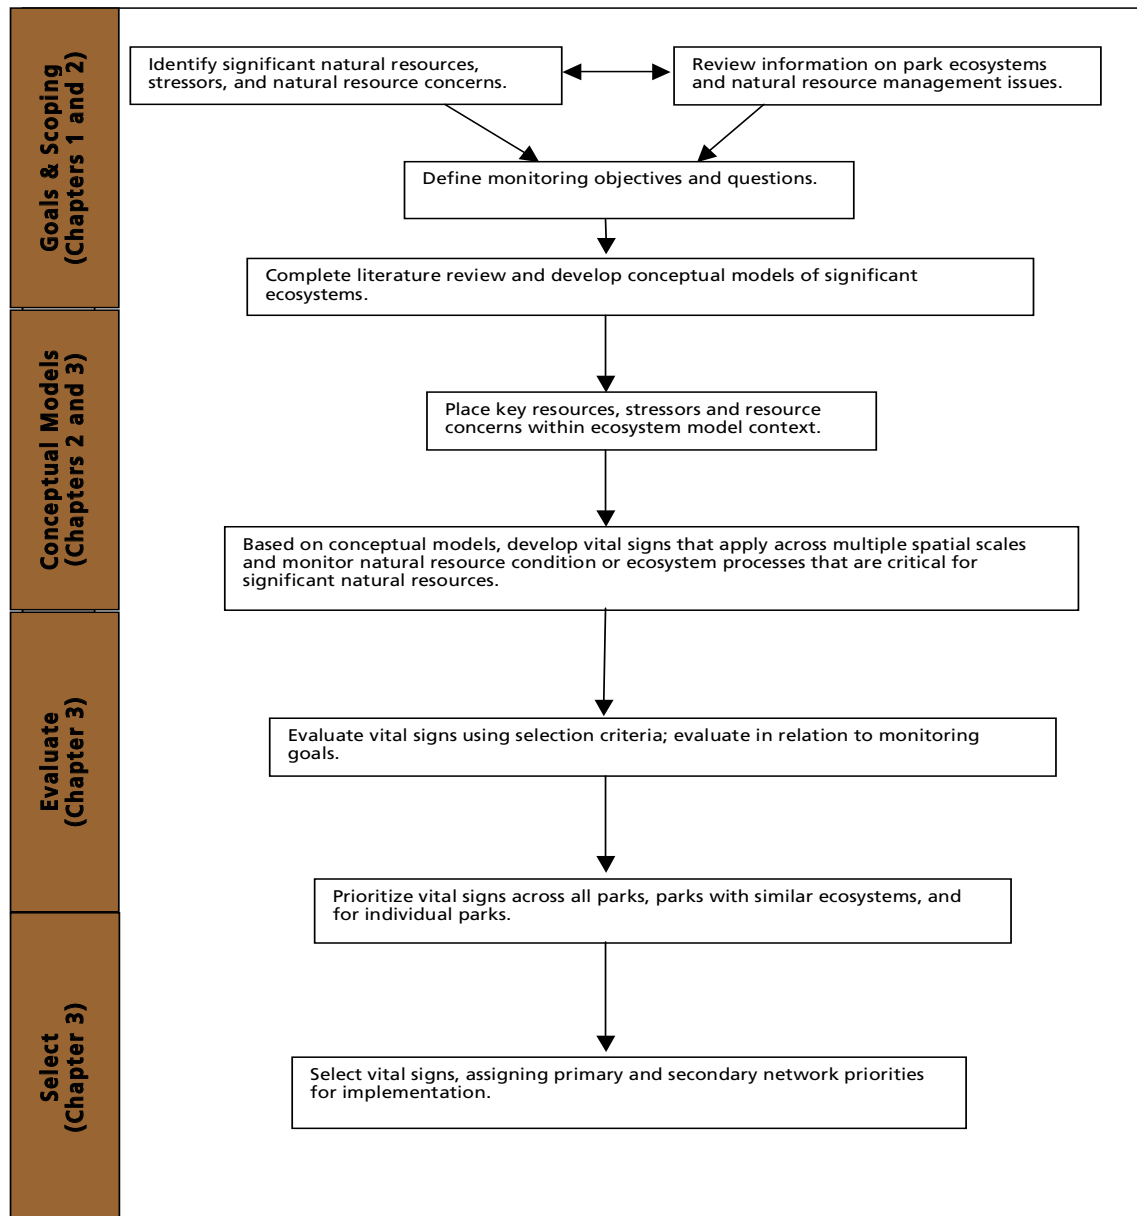 Goals & Scoping
(Chapters 1 and 2)
Identify significant natural resources,
stressors, and natural resource concerns.
Review information on park ecosystems
and natural resource management issues.
Define monitoring objectives and questions.
Complete literature review and develop conceptual models of significant
ecosystems.
Conceptual Models
(Chapters 2 and 3)
Place key resources, stressors and resource
concerns within ecosystem model context.
Based on conceptual models, develop vital signs that apply across multiple spatial scales
and monitor natural resource condition or ecosystem processes that are critical for
significant natural resources.
Evaluate
(Chapter 3)
Evaluate vital signs using selection criteria; evaluate in relation to monitoring
goals.
Prioritize vital signs across all parks, parks with similar ecosystems, and
for individual parks.
Select
(Chapter 3)
Select vital signs, assigning primary and secondary network priorities
for implementation.